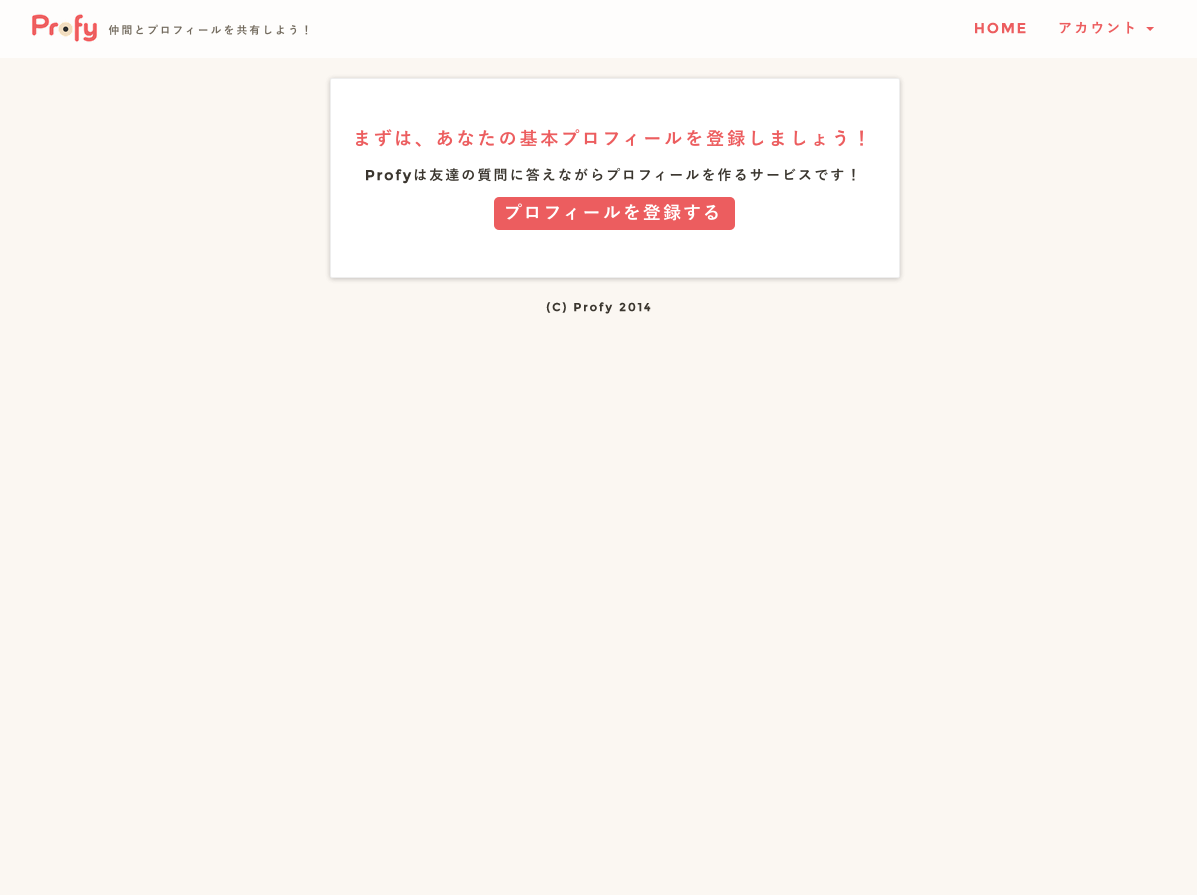 Profy 仲間とプロフィールを共有しよう！
HOME アカウント
まずは、あなたの基本プロフィールを登録しましょう！
Profyは友達の質問に答えながらプロフィールを作るサービスです！
プロフィールを登録する
(C) Profy 2014